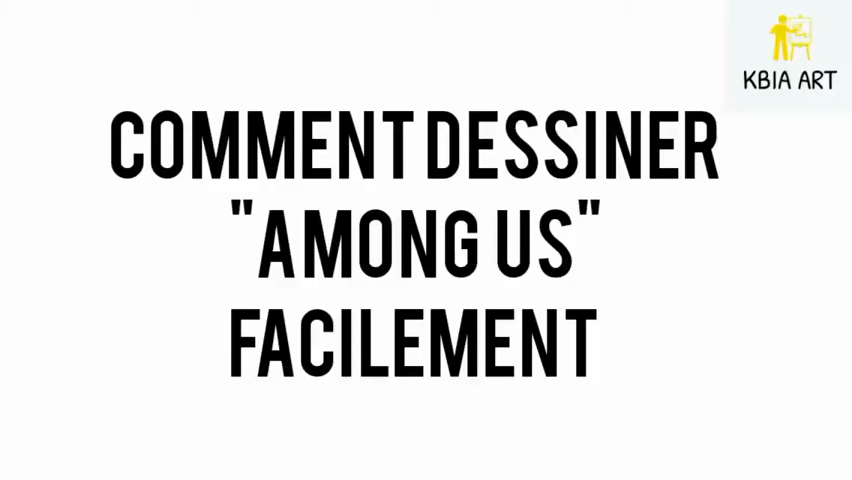 KBIA ART
COMMENT DESSINER
"AMONG US"
FACILEMENT